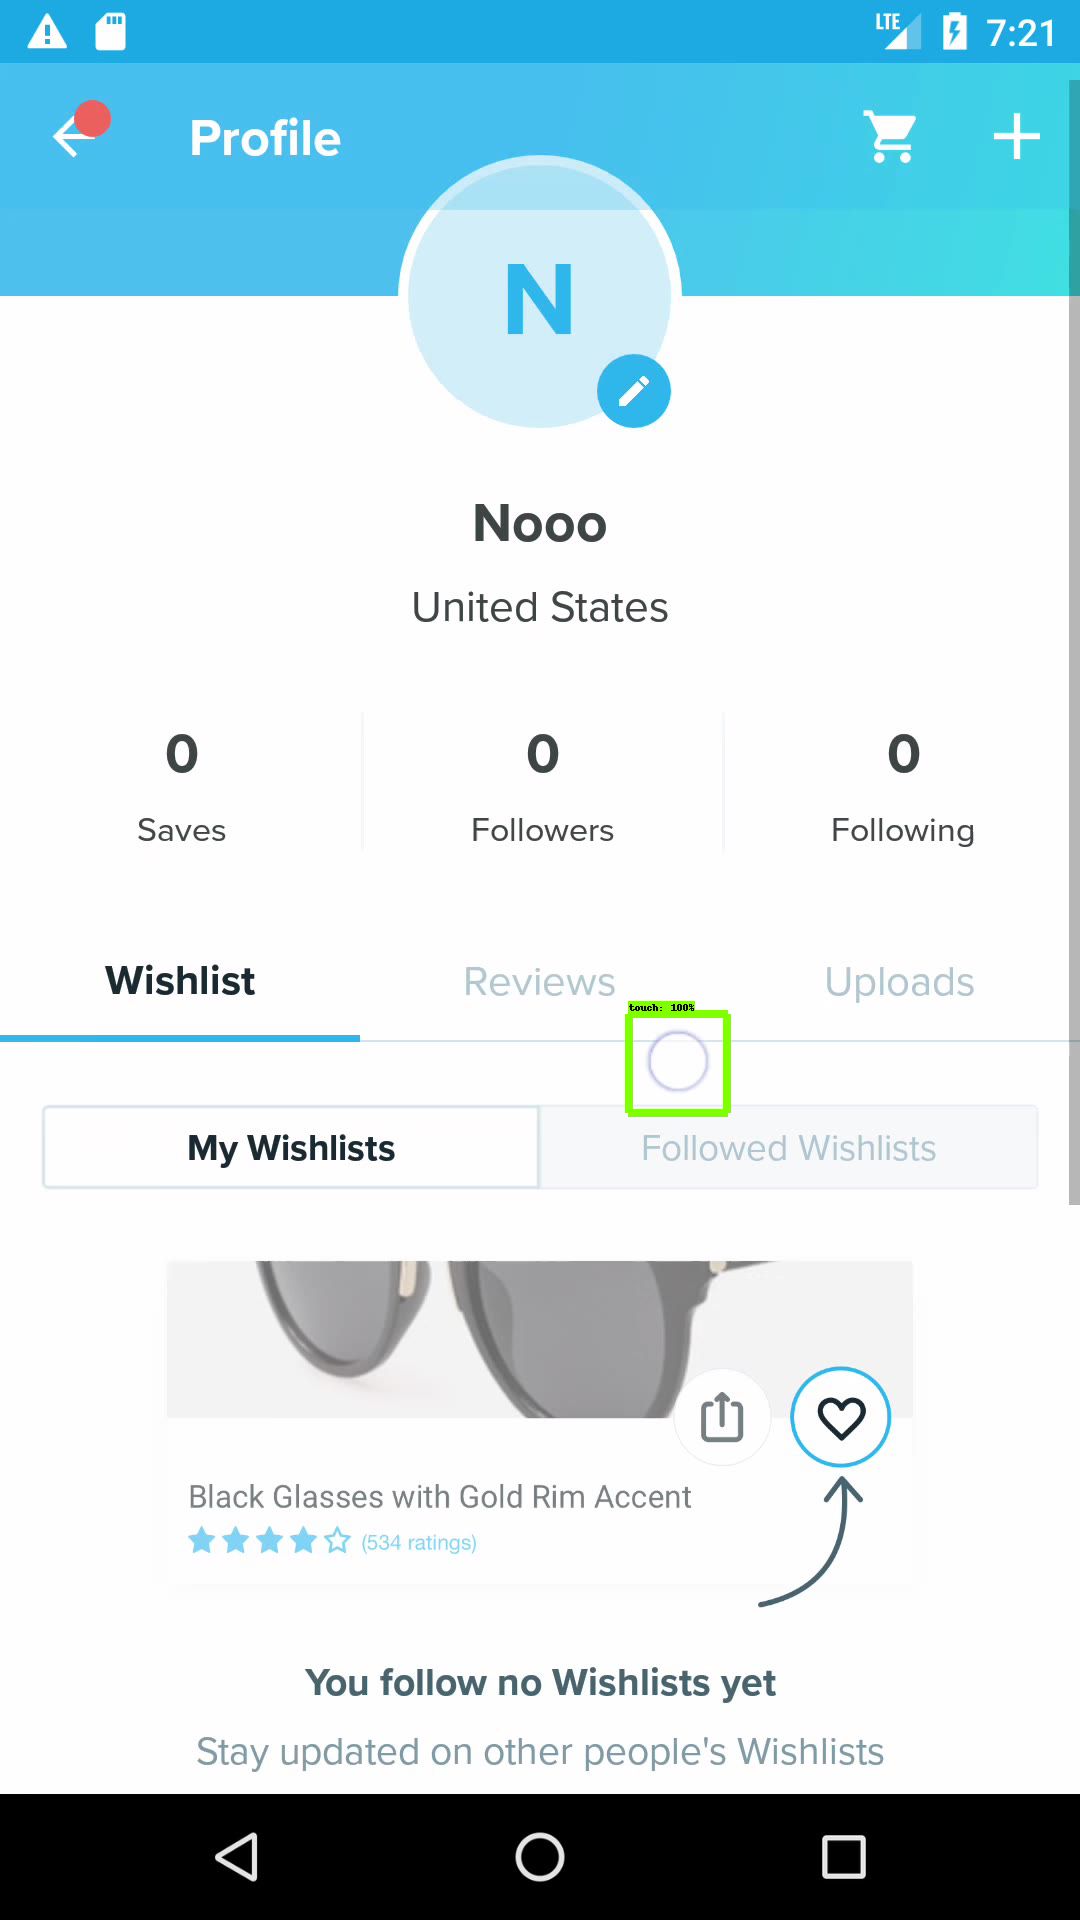 LTE 7:21
Profile
N
Nooo
United States
0 0 0
Saves Followers Following
Wishlist Reviews Uploads
touch: 100%
My Wishlists Followed Wishlists
Black Glasses with Gold Rim Accent
(534 ratings)
You follow no Wishlists yet
Stay updated on other people's Wishlists